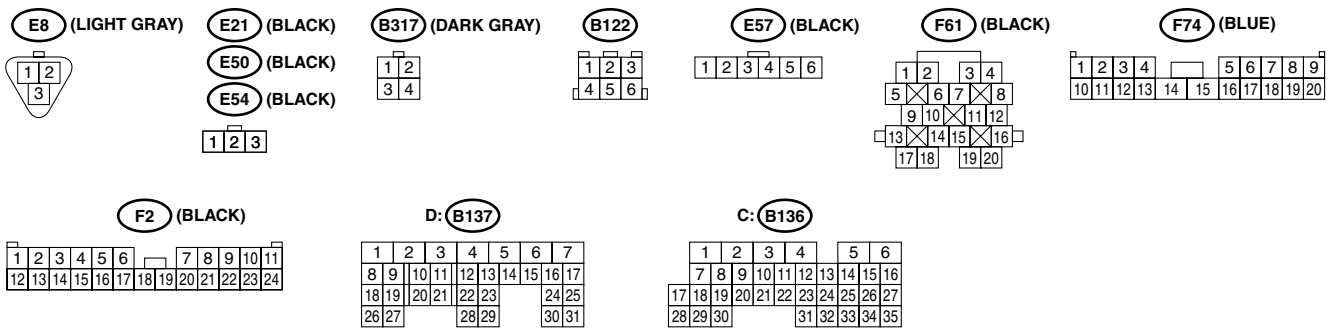 E8 (LIGHT GRAY)
1 2
3
E21 (BLACK)
E50 (BLACK)
E54 (BLACK)
1 2 3
B317 (DARK GRAY)
1 2
3 4
B122
1 2 3
4 5 6
E57 (BLACK)
1 2 3 4 5 6
F61 (BLACK)
1 2 3 4
5 6 7 8
9 10 11 12
13 14 15 16
17 18 19 20
F74 (BLUE)
1 2 3 4 5 6 7 8 9
10 11 12 13 14 15 16 17 18 19 20
F2 (BLACK)
1 2 3 4 5 6 7 8 9 10 11
12 13 14 15 16 17 18 19 20 21 22 23 24
D: B137
1 2 3 4 5 6 7
8 9 10 11 12 13 14 15 16 17
18 19 20 21 22 23 24 25
26 27 28 29 30 31
C: B136
1 2 3 4 5 6
7 8 9 10 11 12 13 14 15 16
17 18 19 20 21 22 23 24 25 26 27
28 29 30 31 32 33 34 35